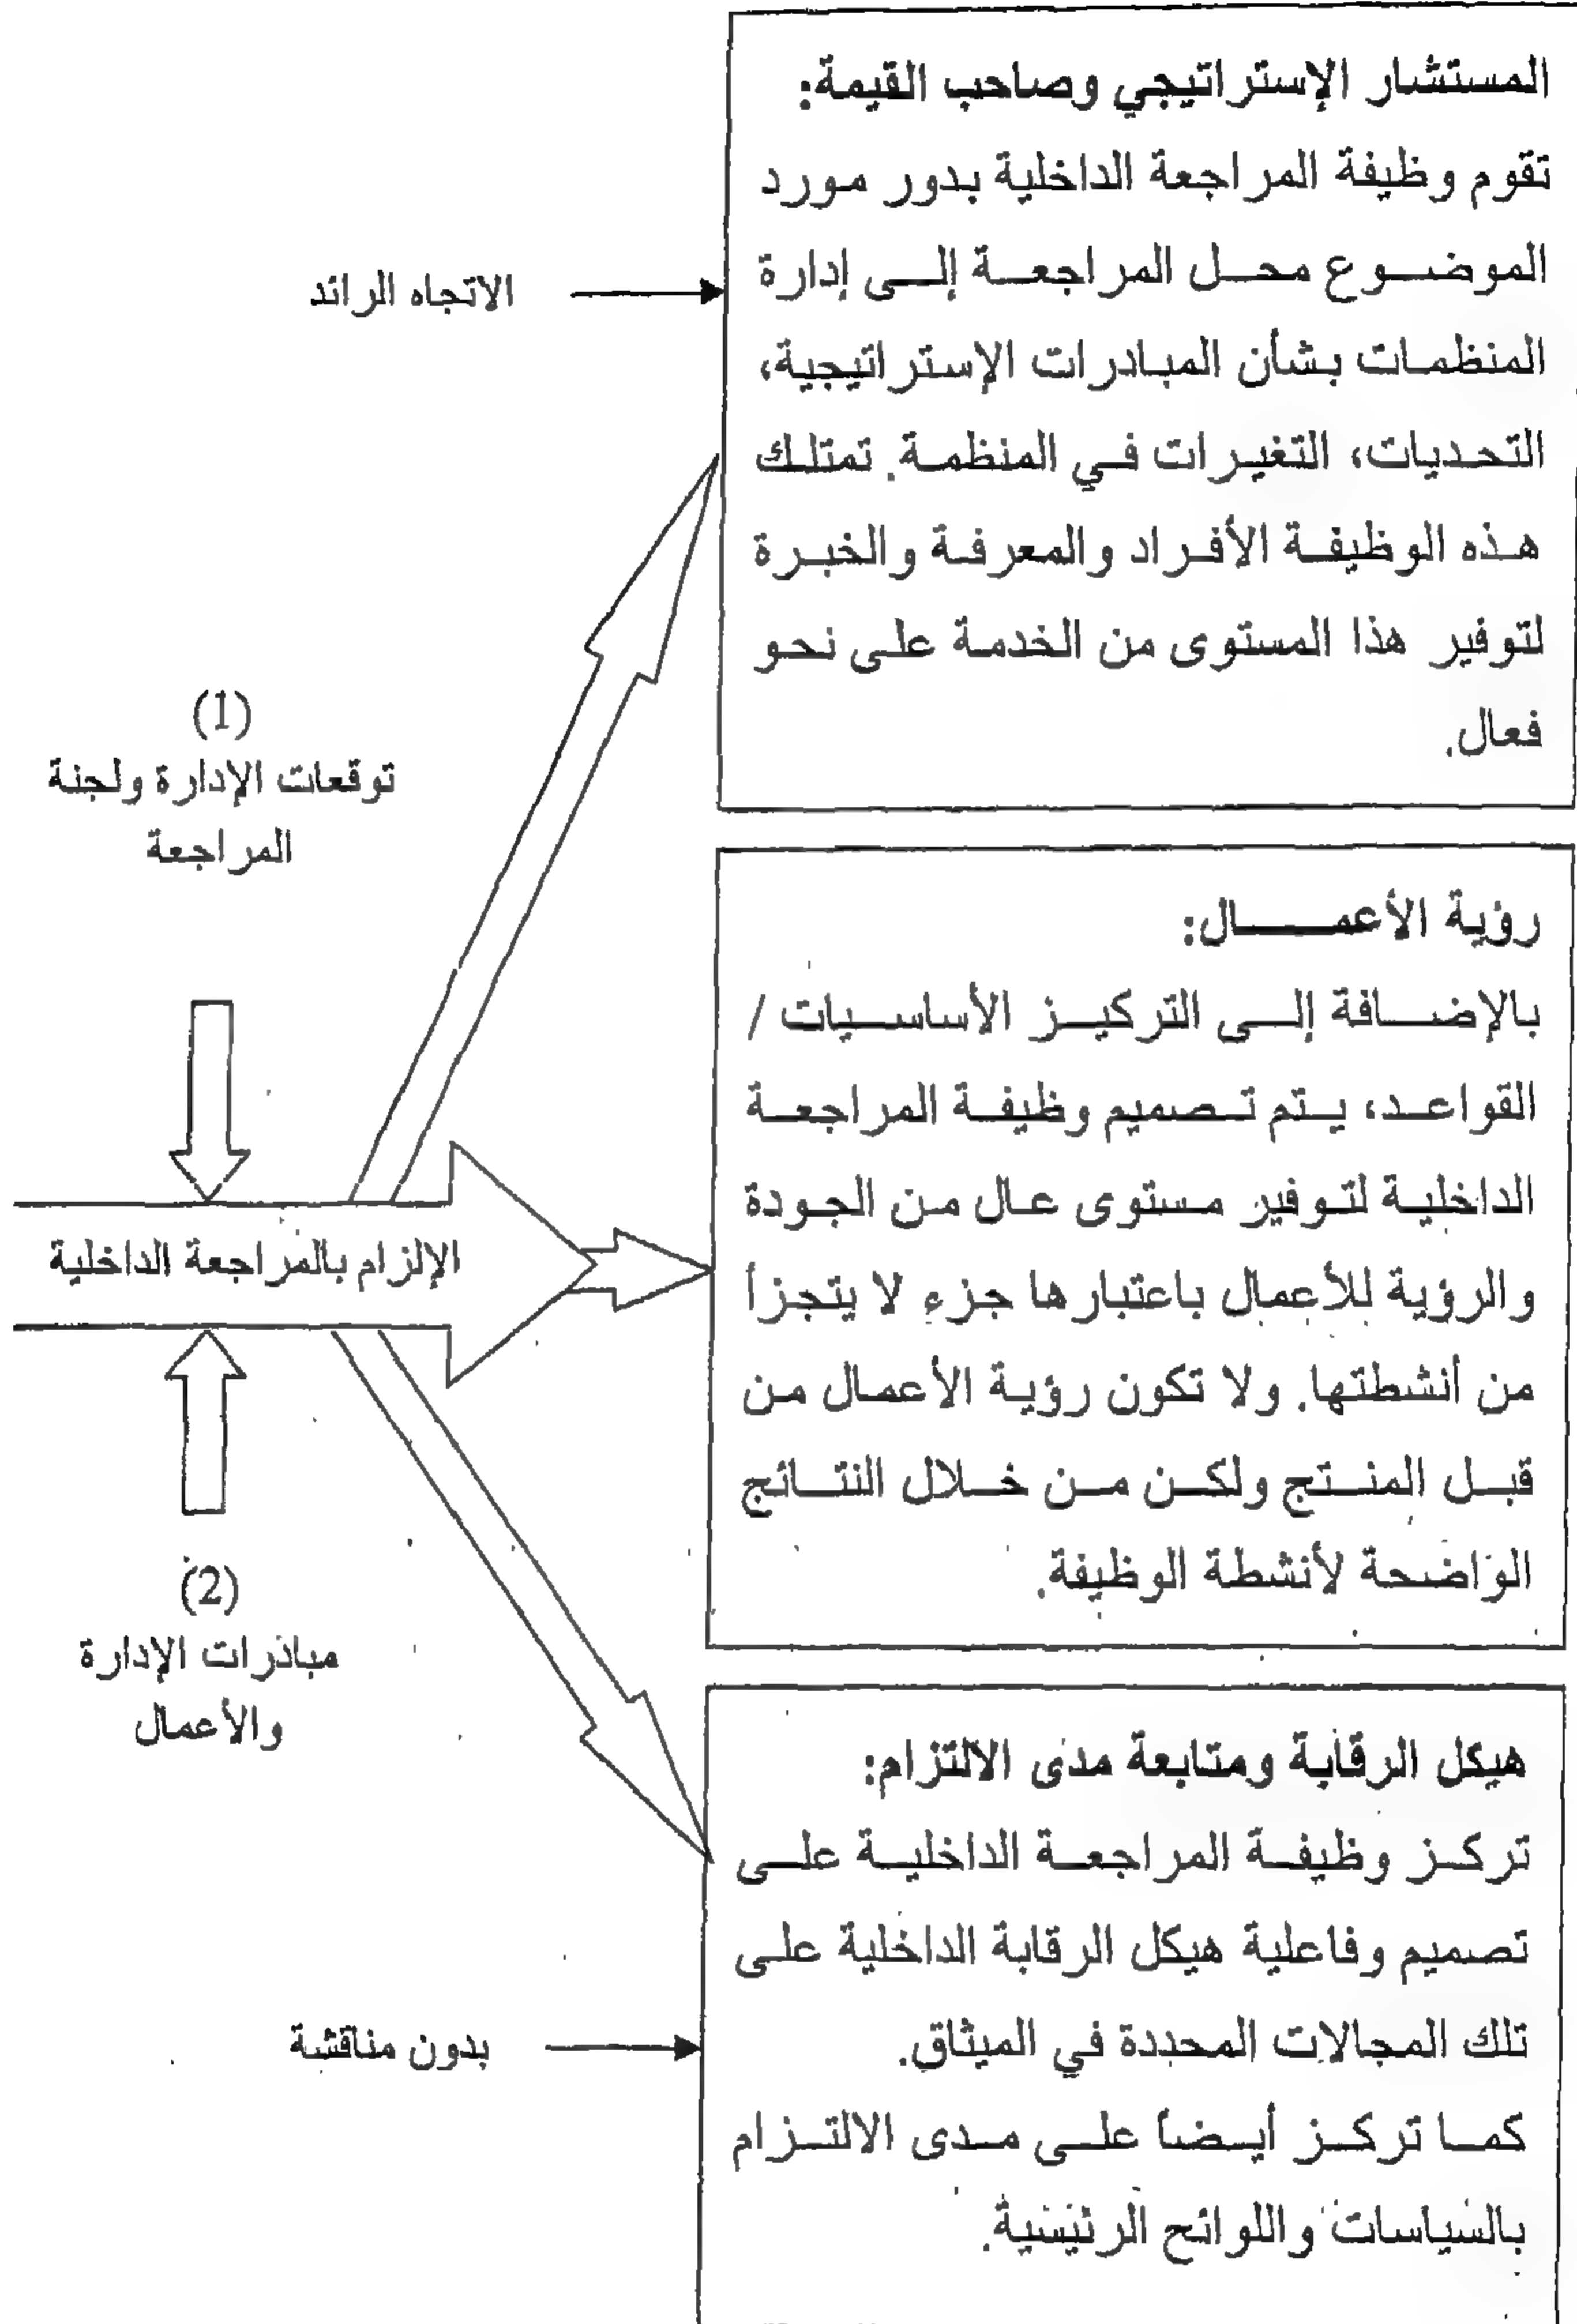 المستشار الإستراتيجي وصاحب القيمة:
تقوم وظيفة المراجعة الداخلية بدور مورد
الموضوع محل المراجعة إلى إدارة
المنظمات بشأن المبادرات الإستراتيجية،
التحديات، التغيرات في المنظمة. تمتلك
هذه الوظيفة الأفراد والمعرفة والخبرة
لتوفير هذا المستوى من الخدمة على نحو
فعال.
الاتجاه الرائد
(1)
توقعات الإدارة ولجنة
المراجعة
رؤية الأعمال:
بالإضافة إلى التركيز الأساسيات /
القواعد، يتم تصميم وظيفة المراجعة
الداخلية لتوفير مستوى عال من الجودة
والرؤية للأعمال باعتبارها جزء لا يتجزأ
من أنشطتها. ولا تكون رؤية الأعمال من
قبل المنتج ولكن من خلال النتائج
الواضحة لأنشطة الوظيفة.
الإلزام بالمراجعة الداخلية
(2)
مبادرات الإدارة
والأعمال
هيكل الرقابة ومتابعة مدى الالتزام:
تركز وظيفة المراجعة الداخلية على
تصميم وفاعلية هيكل الرقابة الداخلية على
تلك المجالات المحددة في الميثاق.
كما تركز أيضاً على مدى الالتزام
بالسياسات واللوائح الرئيسية.
بدون مناقشة